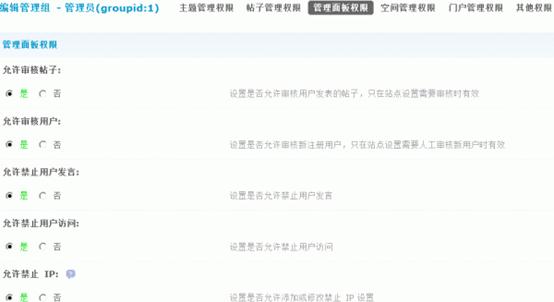 编辑管理组 - 管理员(groupid:1) 主题管理权限 帖子管理权限 管理面板权限 空间管理权限 门户管理权限 其他权限
管理面板权限
允许审核帖子:
是 否 设置是否允许审核用户发表的帖子，只在站点设置需要审核时有效
允许审核用户:
是 否 设置是否允许审核新注册用户，只在站点设置需要人工审核新用户时有效
允许禁止用户发言:
是 否 设置是否允许禁止用户发言
允许禁止用户访问:
是 否 设置是否允许禁止用户访问
允许禁止 IP: ?
是 否 设置是否允许添加或修改禁止 IP 设置